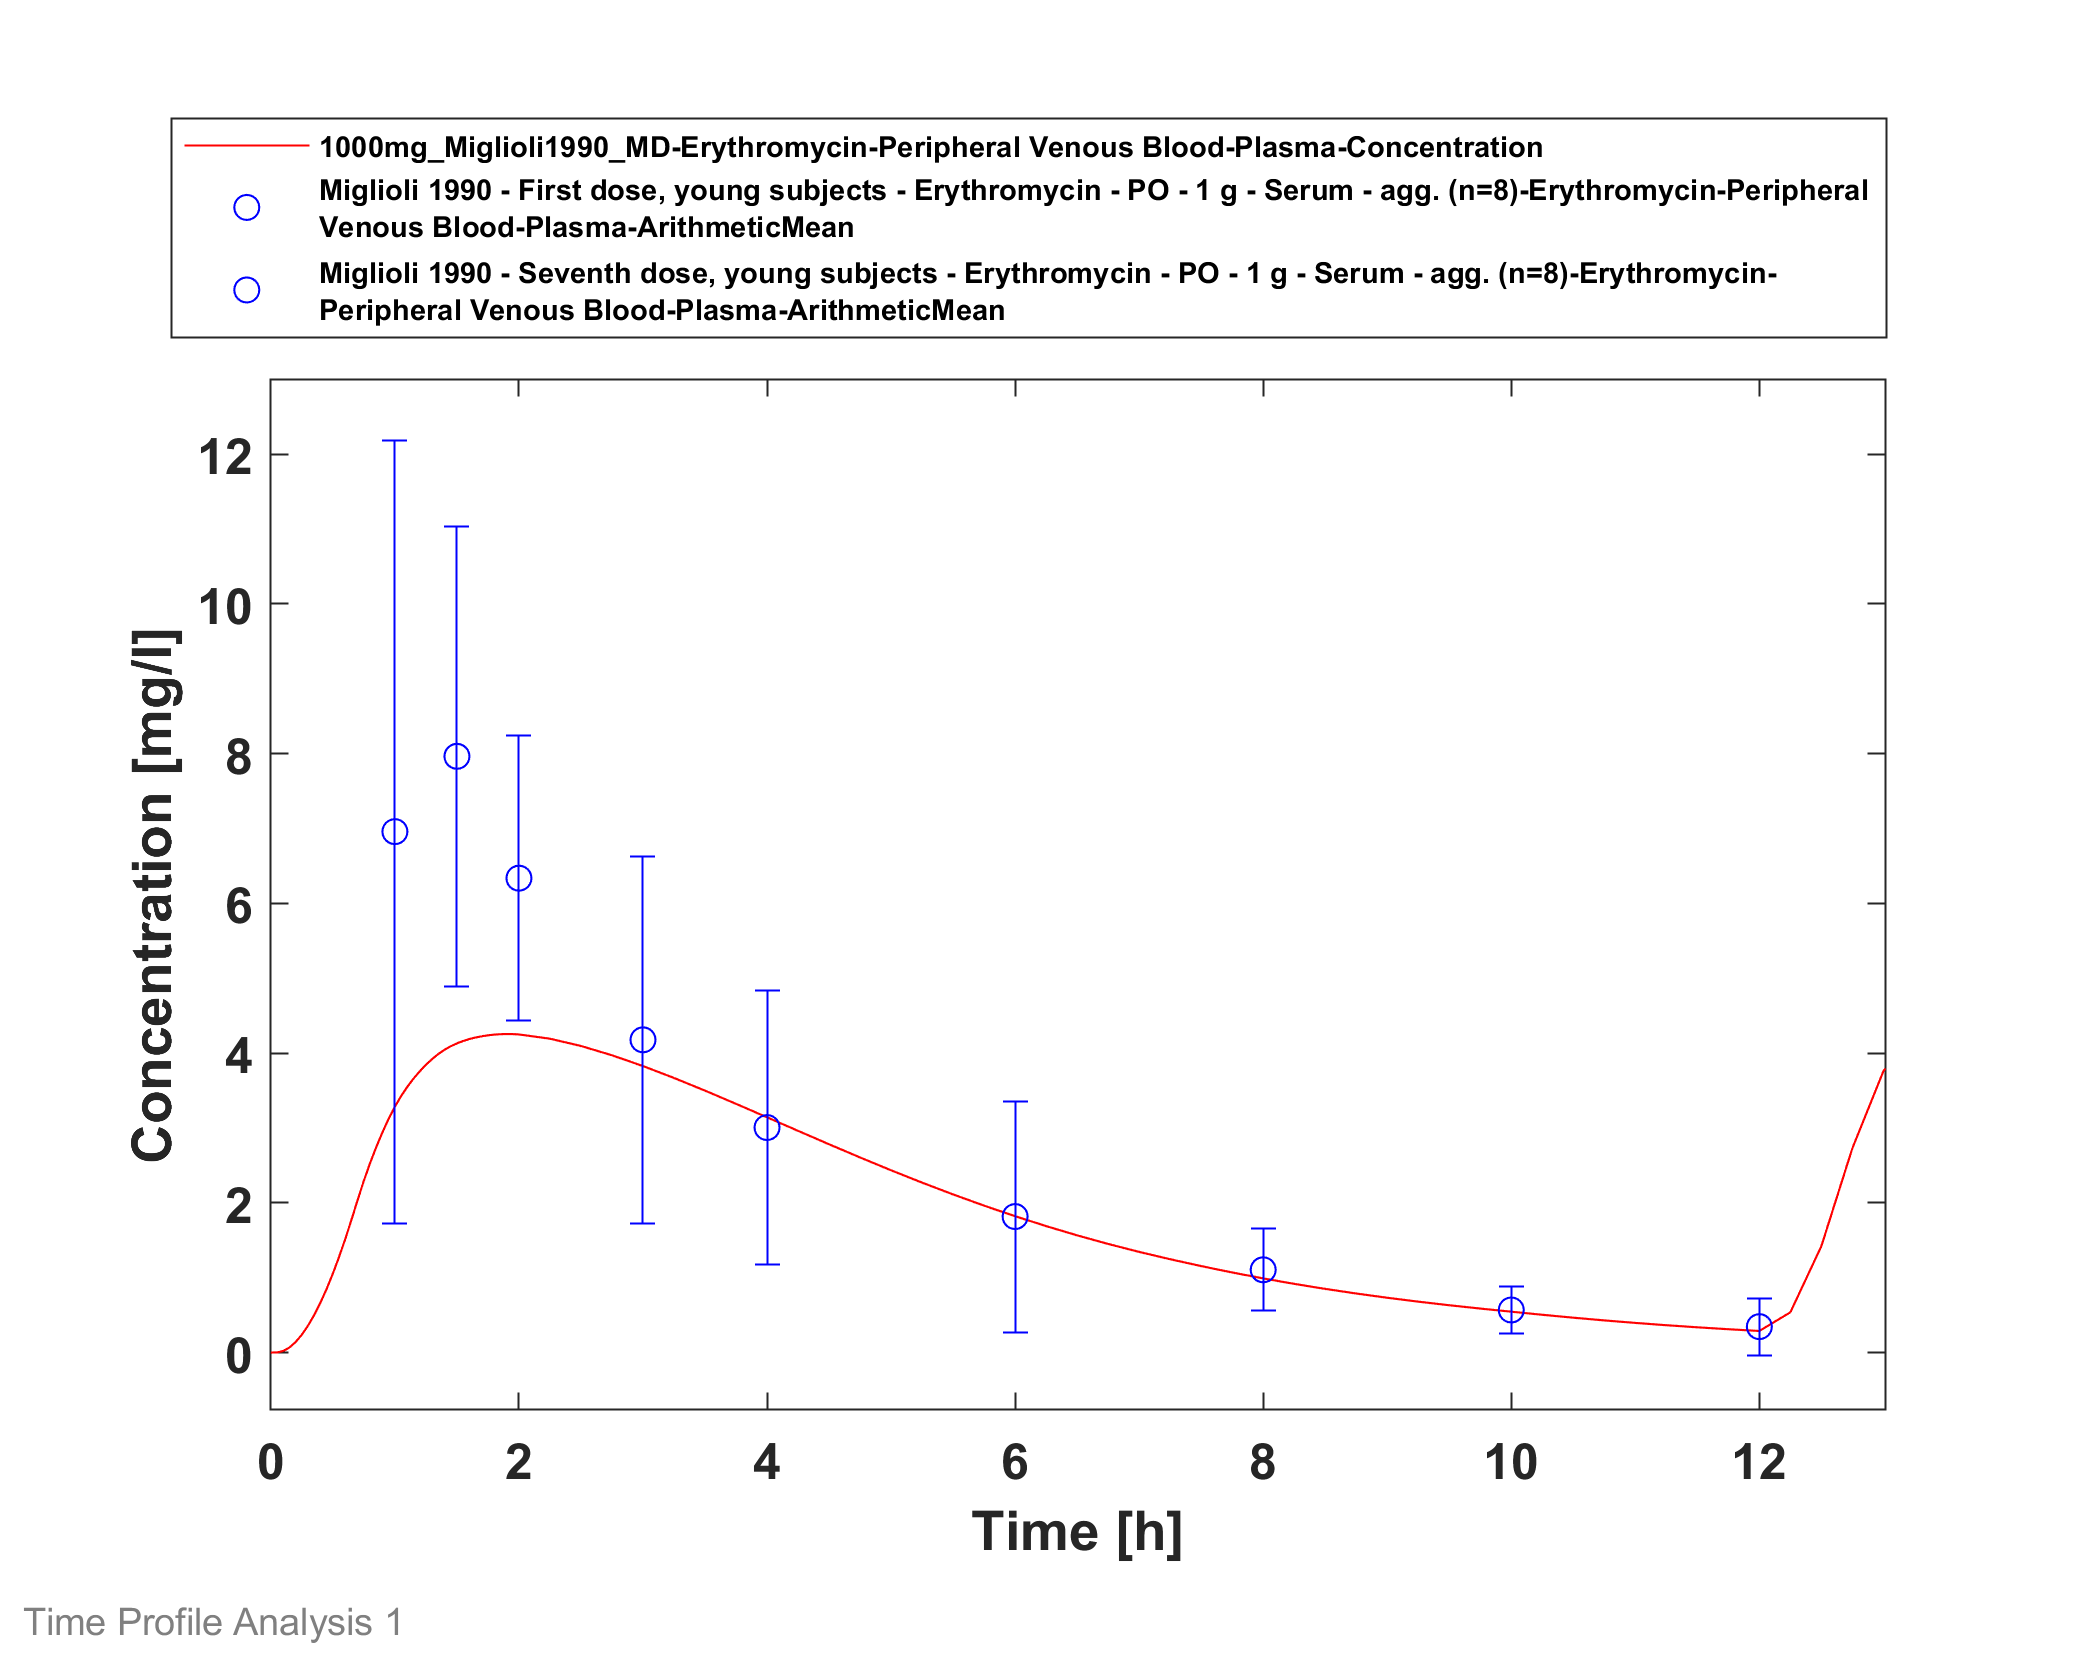 1000mg_Miglioli1990_MD-Erythromycin-Peripheral Venous Blood-Plasma-Concentration
Miglioli 1990 - First dose, young subjects - Erythromycin - PO - 1 g - Serum - agg. (n=8)-Erythromycin-Peripheral
Venous Blood-Plasma-ArithmeticMean
Miglioli 1990 - Seventh dose, young subjects - Erythromycin - PO - 1 g - Serum - agg. (n=8)-Erythromycin-
Peripheral Venous Blood-Plasma-ArithmeticMean
Concentration [mg/l]
12
10
8
6
4
2
0
0 2 4 6 8 10 12
Time [h]
Time Profile Analysis 1